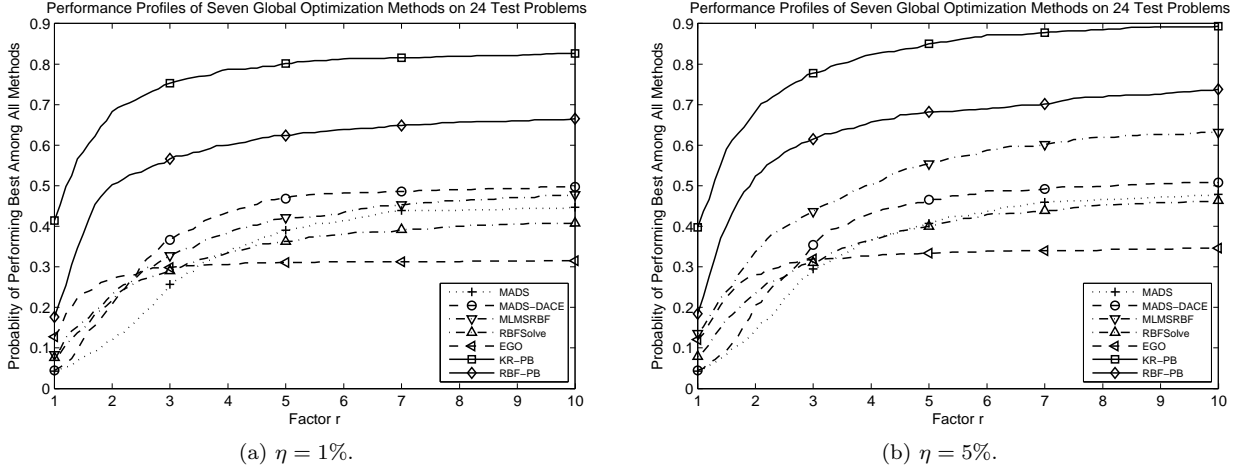 Performance Profiles of Seven Global Optimization Methods on 24 Test Problems
Probablity of Performing Best Among All Methods
0.9
0.8
0.7
0.6
0.5
0.4
0.3
0.2
0.1
0
1 2 3 4 5 6 7 8 9 10
Factor r
MADS
MADS−DACE
MLMSRBF
RBFSolve
EGO
KR−PB
RBF−PB
(a) η = 1%.
Performance Profiles of Seven Global Optimization Methods on 24 Test Problems
Probablity of Performing Best Among All Methods
0.9
0.8
0.7
0.6
0.5
0.4
0.3
0.2
0.1
0
1 2 3 4 5 6 7 8 9 10
Factor r
MADS
MADS−DACE
MLMSRBF
RBFSolve
EGO
KR−PB
RBF−PB
(b) η = 5%.